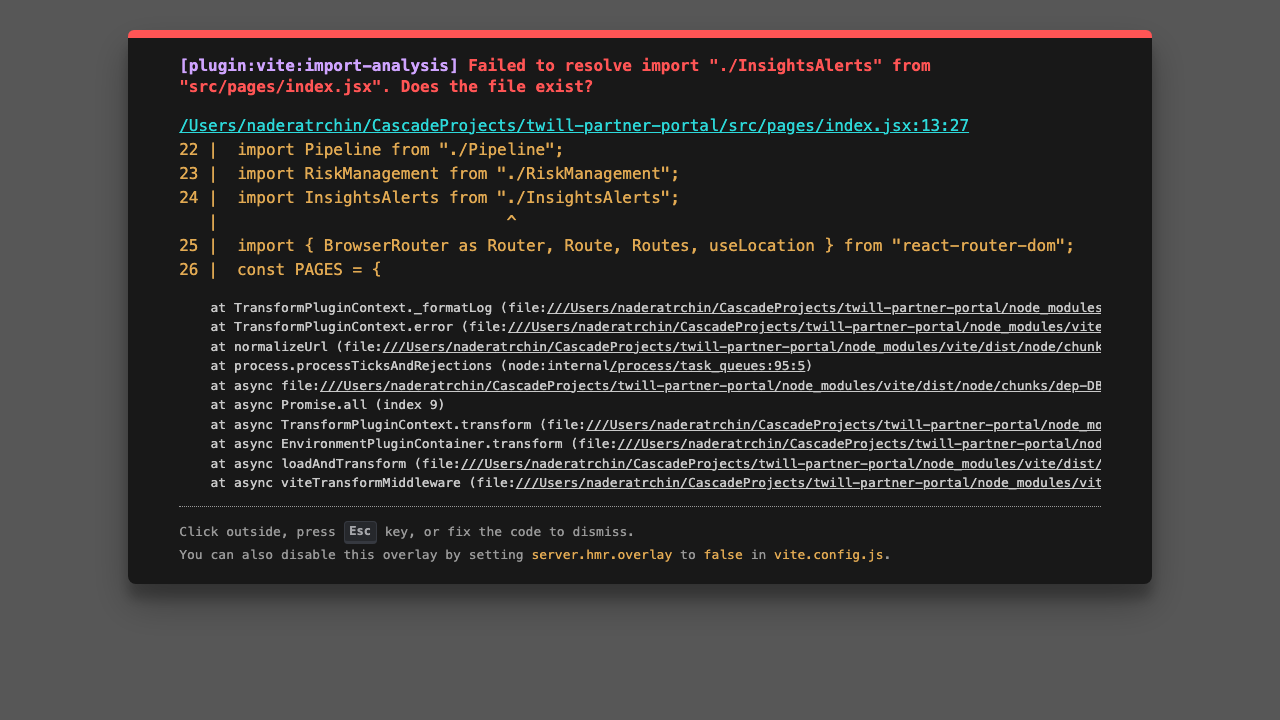 [plugin:vite:import-analysis] Failed to resolve import "./InsightsAlerts" from
"src/pages/index.jsx". Does the file exist?
/Users/naderatrchin/CascadeProjects/twill-partner-portal/src/pages/index.jsx:13:27
22 |  import Pipeline from "./Pipeline";
23 |  import RiskManagement from "./RiskManagement";
24 |  import InsightsAlerts from "./InsightsAlerts";
   |                              ^
25 |  import { BrowserRouter as Router, Route, Routes, useLocation } from "react-router-dom";
26 |  const PAGES = {
at TransformPluginContext._formatLog (file:///Users/naderatrchin/CascadeProjects/twill-partner-portal/node_modules
at TransformPluginContext.error (file:///Users/naderatrchin/CascadeProjects/twill-partner-portal/node_modules/vite
at normalizeUrl (file:///Users/naderatrchin/CascadeProjects/twill-partner-portal/node_modules/vite/dist/node/chunk
at process.processTicksAndRejections (node:internal/process/task_queues:95:5)
at async file:///Users/naderatrchin/CascadeProjects/twill-partner-portal/node_modules/vite/dist/node/chunks/dep-DB
at async Promise.all (index 9)
at async TransformPluginContext.transform (file:///Users/naderatrchin/CascadeProjects/twill-partner-portal/node_mo
at async EnvironmentPluginContainer.transform (file:///Users/naderatrchin/CascadeProjects/twill-partner-portal/nod
at async loadAndTransform (file:///Users/naderatrchin/CascadeProjects/twill-partner-portal/node_modules/vite/dist/
at async viteTransformMiddleware (file:///Users/naderatrchin/CascadeProjects/twill-partner-portal/node_modules/vit
Click outside, press Esc key, or fix the code to dismiss.
You can also disable this overlay by setting server.hmr.overlay to false in vite.config.js.